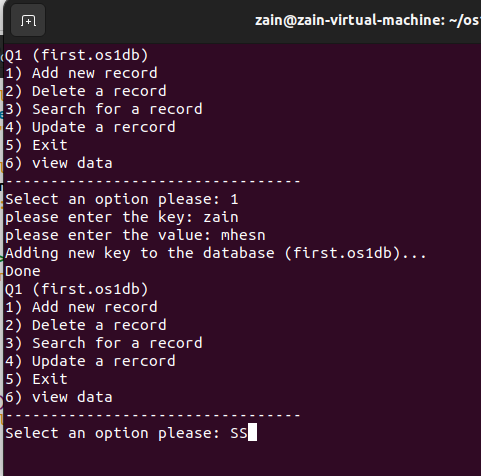 zain@zain-virtual-machine: ~/os
Q1 (first.os1db)
1) Add new record
2) Delete a record
3) Search for a record
4) Update a rercord
5) Exit
6) view data
---------------------------------
Select an option please: 1
please enter the key: zain
please enter the value: mhesn
Adding new key to the database (first.os1db)...
Done
Q1 (first.os1db)
1) Add new record
2) Delete a record
3) Search for a record
4) Update a rercord
5) Exit
6) view data
---------------------------------
Select an option please: SS